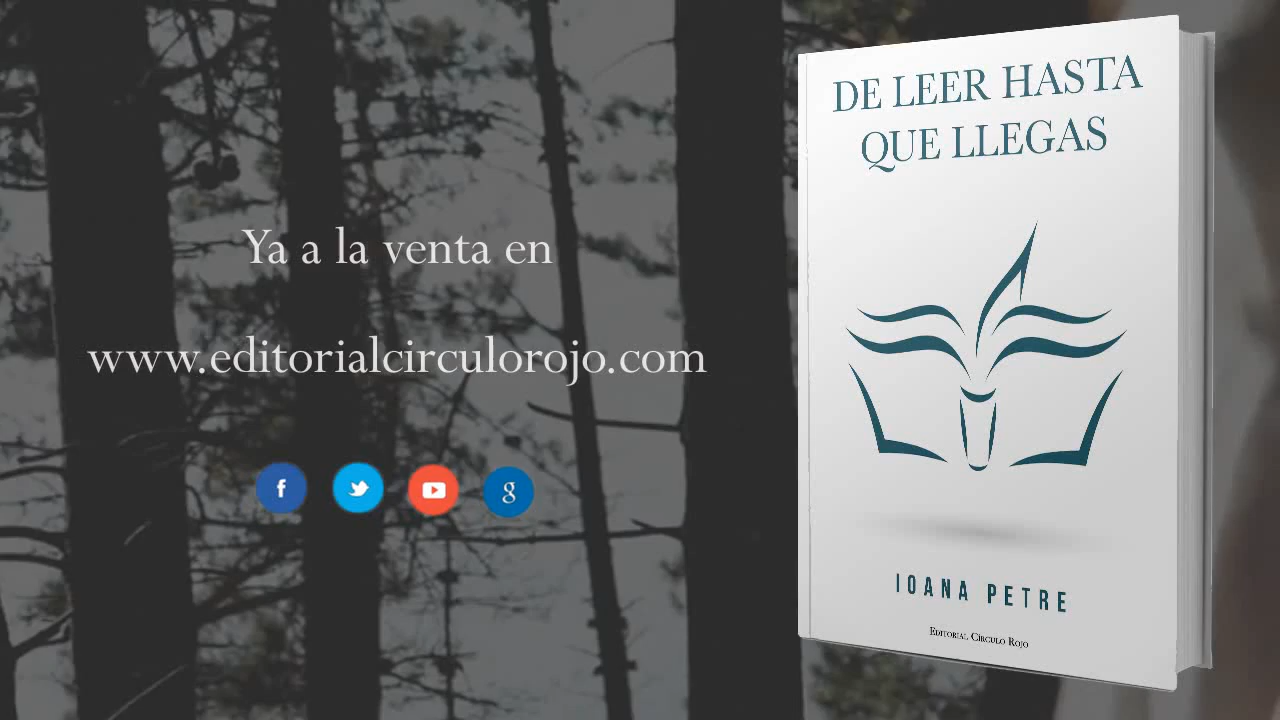 Ya a la venta en
www.editorialcirculorojo.com
f
g
DE LEER HASTA
QUE LLEGAS
IOANA PETRE
Editorial Círculo Rojo